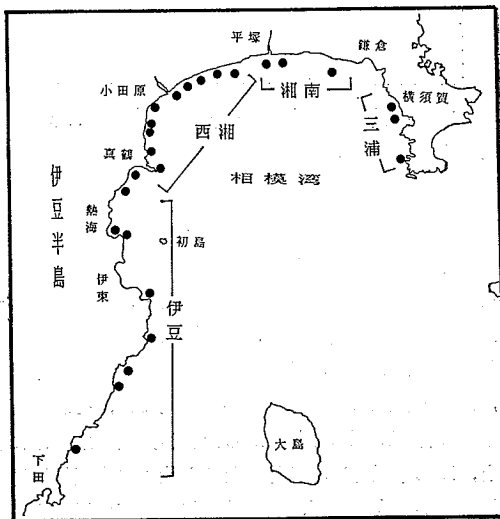 平塚
鎌倉
小田原
湘南
横須賀
西湘
三浦
真鶴
相模湾
伊豆半島
熱海
初島
伊東
伊豆
大島
下田